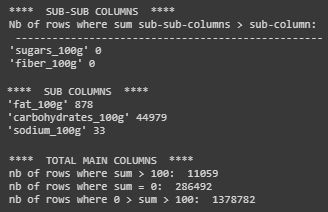 ****  SUB-SUB COLUMNS  ****
Nb of rows where sum sub-sub-columns > sub-column:
--------------------------------------------------
'sugars_100g' 0
'fiber_100g' 0
****  SUB COLUMNS  ****
'fat_100g' 878
'carbohydrates_100g' 44979
'sodium_100g' 33
****  TOTAL MAIN COLUMNS  ****
nb of rows where sum > 100:  11059
nb of rows where sum = 0:  286492
nb of rows where 0 > sum > 100:  1378782